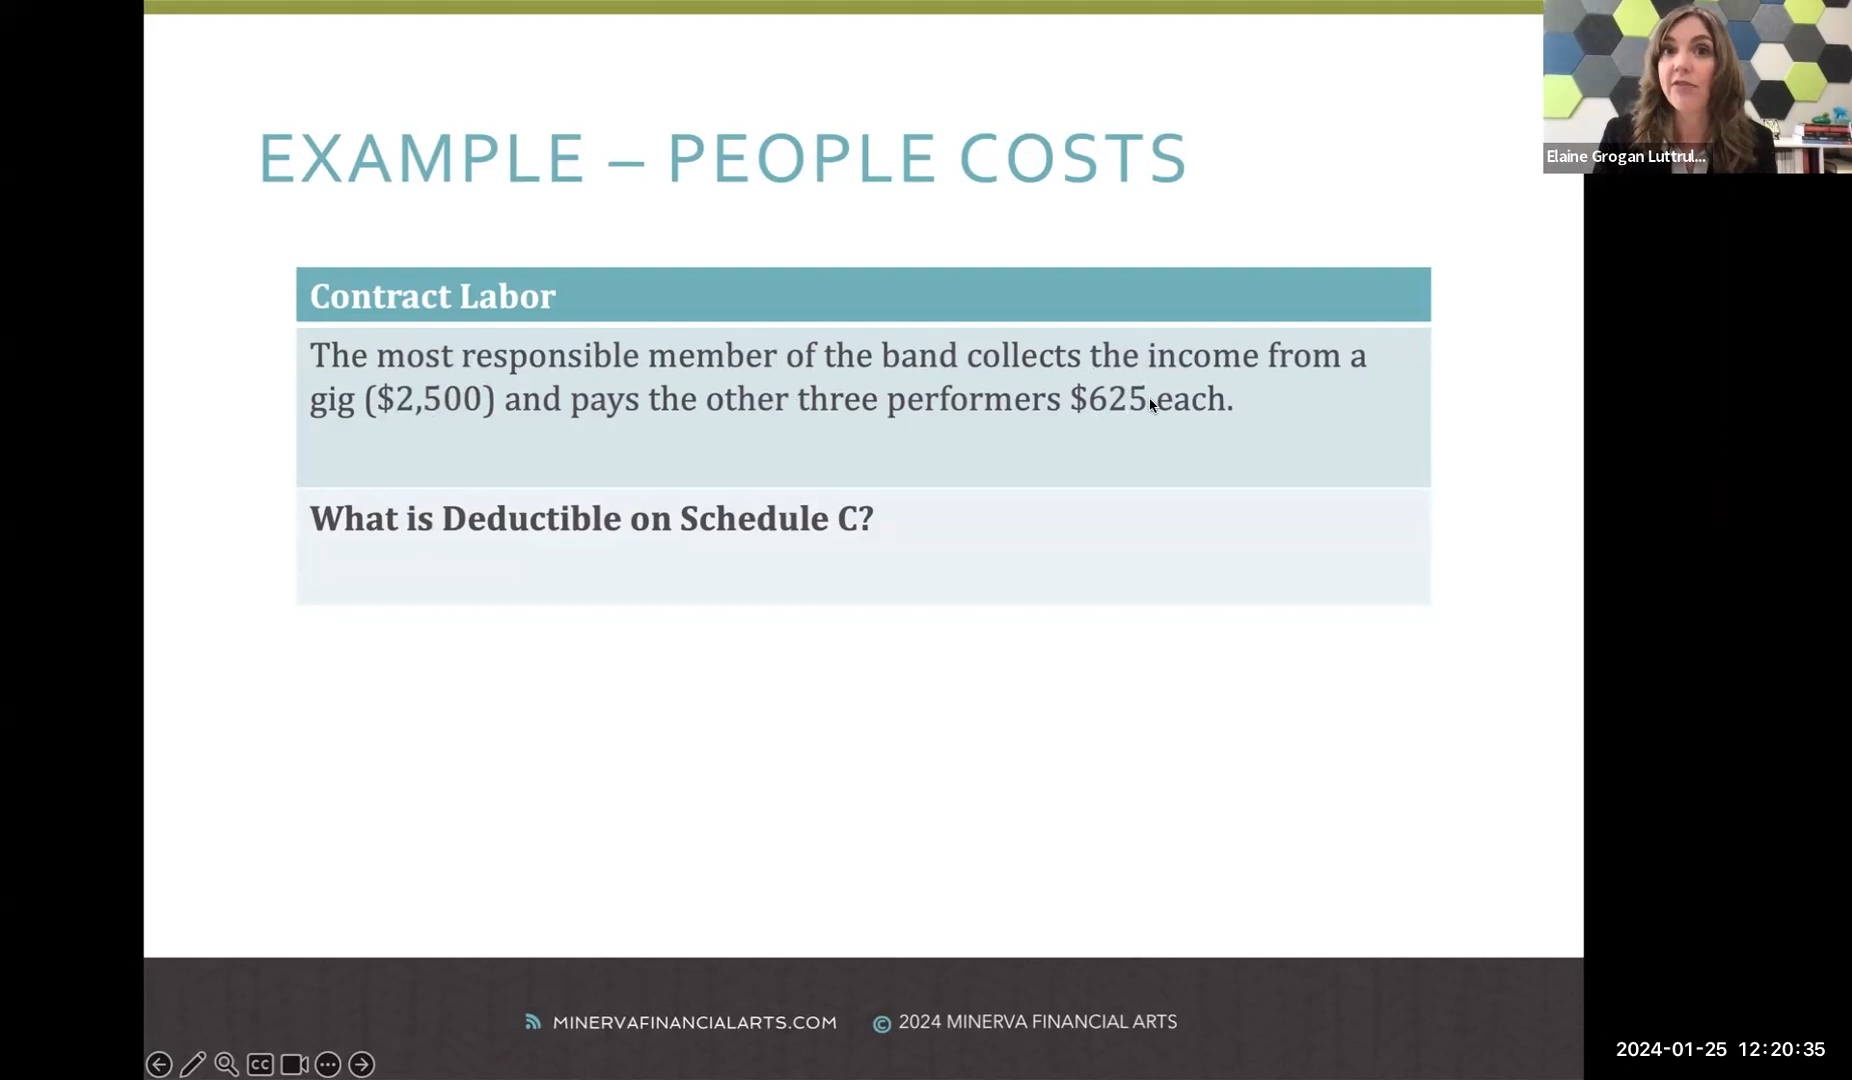 EXAMPLE – PEOPLE COSTS
Elaine Grogan Luttrul...
Contract Labor
The most responsible member of the band collects the income from a
gig ($2,500) and pays the other three performers $625 each.
What is Deductible on Schedule C?
MINERVAFINANCIALARTS.COM © 2024 MINERVA FINANCIAL ARTS
CC
2024-01-25 12:20:35